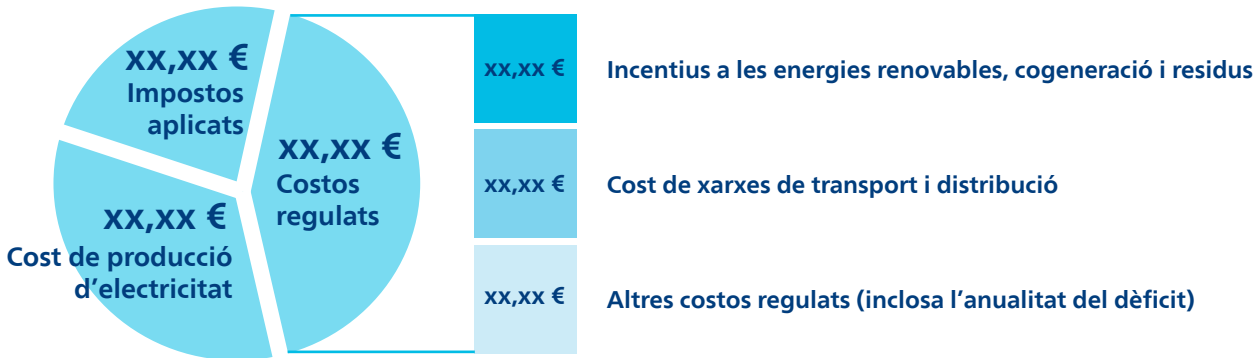 xx,xx €
Impostos
aplicats
xx,xx €
Costos
regulats
xx,xx €
Cost de producció
d’electricitat
xx,xx €
Incentius a les energies renovables, cogeneració i residus
xx,xx €
Cost de xarxes de transport i distribució
xx,xx €
Altres costos regulats (inclosa l’anualitat del dèficit)